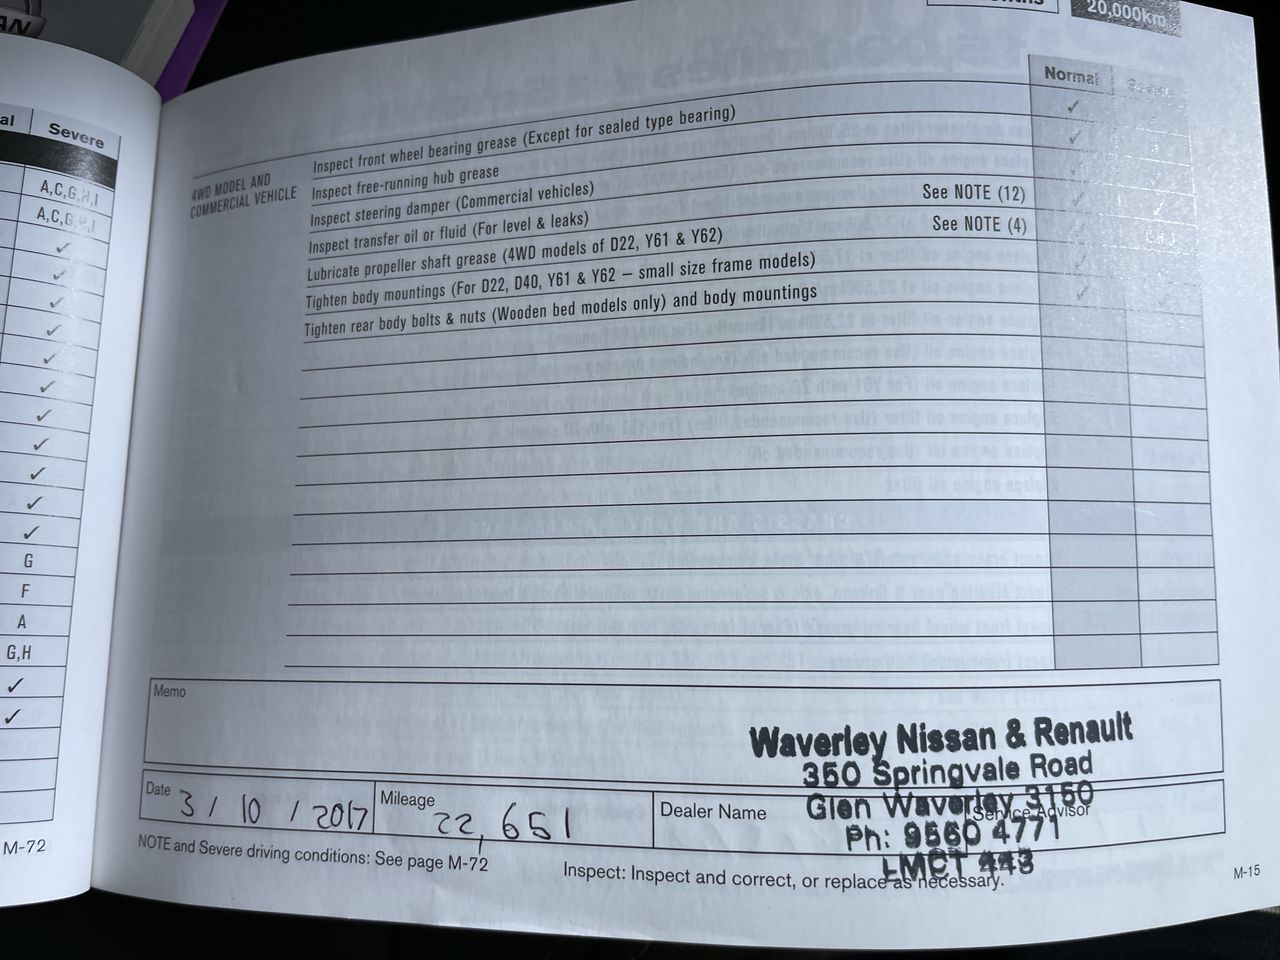 AN
20,000km
al Severe
A,C,G,H,I
A,C,G,H,I
✓
✓
✓
✓
✓
✓
✓
✓
✓
✓
✓
G
F
A
G,H
✓
✓
M-72
Normal
4WD MODEL AND
COMMERCIAL VEHICLE
Inspect front wheel bearing grease (Except for sealed type bearing) ✓
Inspect free-running hub grease ✓
Inspect steering damper (Commercial vehicles)
Inspect transfer oil or fluid (For level & leaks) See NOTE (12) ✓
Lubricate propeller shaft grease (4WD models of D22, Y61 & Y62) See NOTE (4)
Tighten body mountings (For D22, D40, Y61 & Y62 – small size frame models) ✓
Tighten rear body bolts & nuts (Wooden bed models only) and body mountings ✓
Memo
Waverley Nissan & Renault
350 Springvale Road
Glen Waverley 3150
Ph: 9560 4771
LMCT 443
Date 3 / 10 / 2017
Mileage 22,651
Dealer Name
Service Advisor
NOTE and Severe driving conditions: See page M-72
Inspect: Inspect and correct, or replace as necessary.
M-15